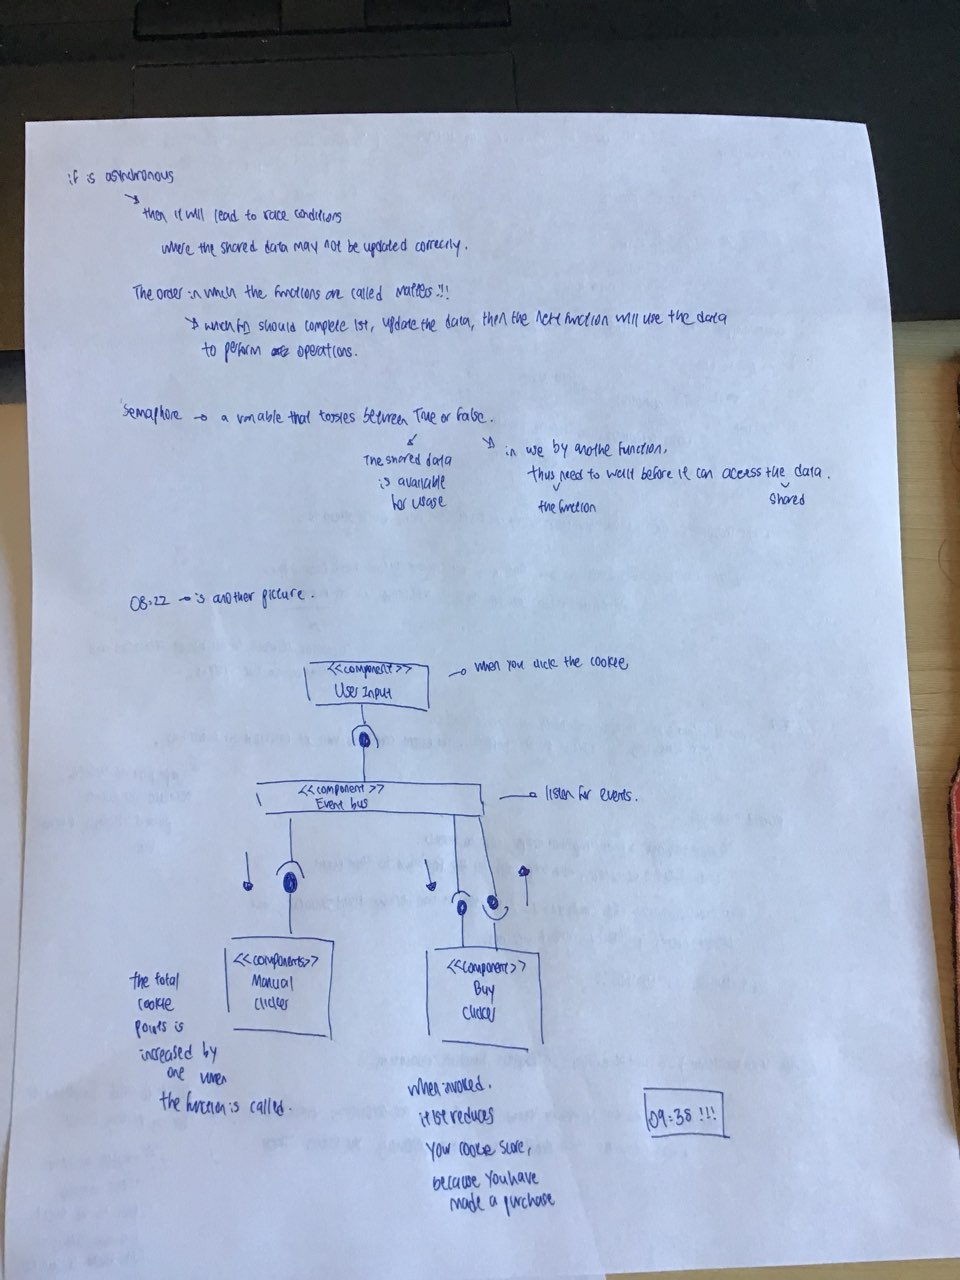 if is asynchronous
then it will lead to race conditions
where the shared data may not be updated correctly.
The order in which the functions are called matters!!!
which fn should complete 1st, update the data, then the next function will use the data
to perform operations.
Semaphore → a variable that tossles between True or False.
The shared data
is available
for usage
in use by anothe function,
thus need to wait before it can access the data.
the function
shared
08:22 → is another picture.
<<component>>
User Input
when you click the cookie
<<component>>
Event bus
listen for events.
<<components>>
Manual
clicker
<<component>>
Buy
Clicker
the total
cookie
points is
increased by
one when
the function is called.
when invoked.
it 1st reduces
your cookie score,
because you have
made a purchase
09:38 !!!